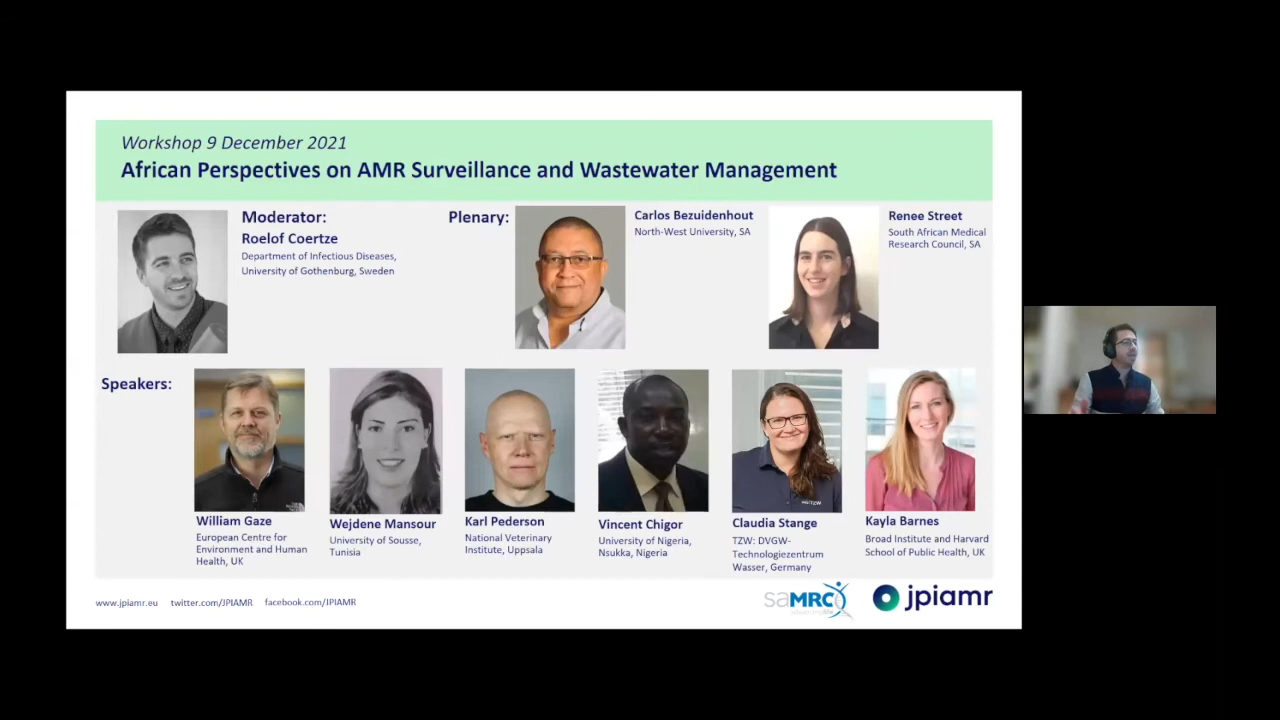 Workshop 9 December 2021
African Perspectives on AMR Surveillance and Wastewater Management
Moderator:
Roelof Coertze
Department of Infectious Diseases,
University of Gothenburg, Sweden
Plenary:
Carlos Bezuidenhout
North-West University, SA
Renee Street
South African Medical
Research Council, SA
Speakers:
William Gaze
European Centre for
Environment and Human
Health, UK
Wejdene Mansour
University of Sousse,
Tunisia
Karl Pederson
National Veterinary
Institute, Uppsala
Vincent Chigor
University of Nigeria,
Nsukka, Nigeria
Claudia Stange
TZW: DVGW-
Technologiezentrum
Wasser, Germany
Kayla Barnes
Broad Institute and Harvard
School of Public Health, UK
www.jpiamr.eu twitter.com/JPIAMR facebook.com/JPIAMR
saMRC
jpiamr